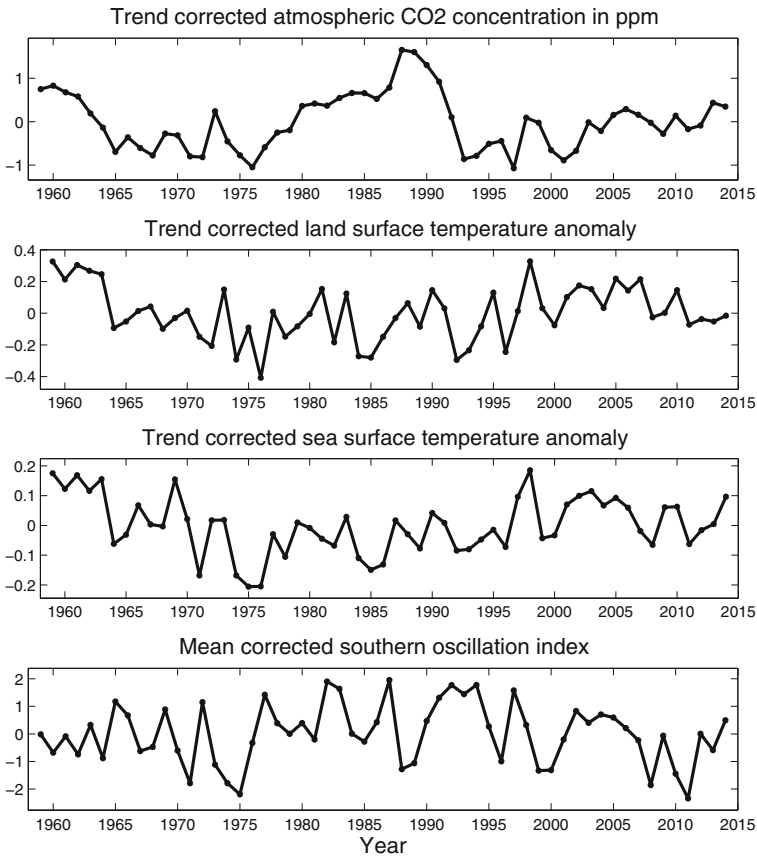 Trend corrected atmospheric CO2 concentration in ppm
1
0
−1
1960 1965 1970 1975 1980 1985 1990 1995 2000 2005 2010 2015
Trend corrected land surface temperature anomaly
0.4
0.2
0
−0.2
−0.4
1960 1965 1970 1975 1980 1985 1990 1995 2000 2005 2010 2015
Trend corrected sea surface temperature anomaly
0.2
0.1
0
−0.1
−0.2
1960 1965 1970 1975 1980 1985 1990 1995 2000 2005 2010 2015
Mean corrected southern oscillation index
2
1
0
−1
−2
1960 1965 1970 1975 1980 1985 1990 1995 2000 2005 2010 2015
Year